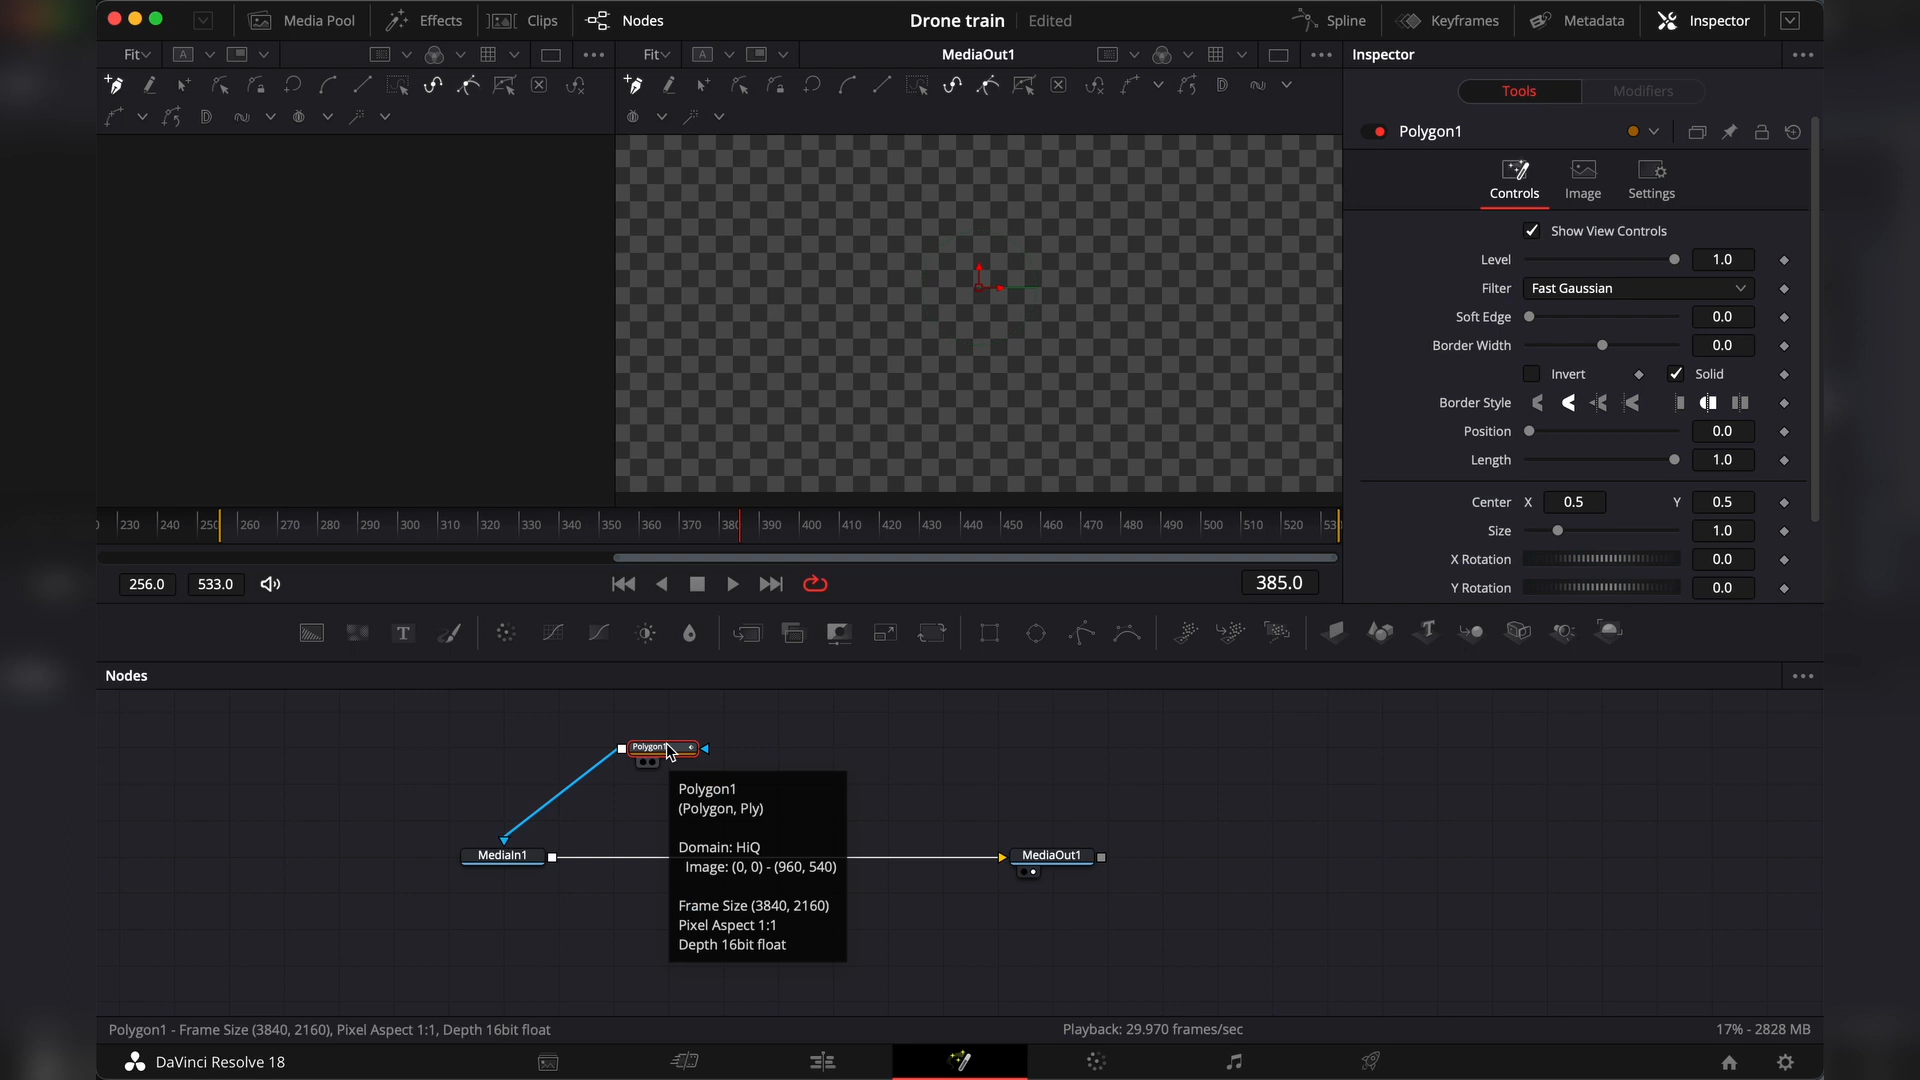 Media Pool
Effects
Clips
Nodes
Drone train
Edited
Spline
Keyframes
Metadata
Inspector
Fit
A
Fit
A
MediaOut1
Inspector
Tools
Modifiers
Polygon1
Controls
Image
Settings
Show View Controls
Level
1.0
Filter
Fast Gaussian
Soft Edge
0.0
Border Width
0.0
Invert
Solid
Border Style
Position
0.0
Length
1.0
Center X
0.5
Y
0.5
Size
1.0
X Rotation
0.0
Y Rotation
0.0
230 240 250 260 270 280 290 300 310 320 330 340 350 360 370 380 390 400 410 420 430 440 450 460 470 480 490 500 510 520 53
256.0
533.0
385.0
T
T
Nodes
Polygon1
MediaIn1
MediaOut1
Polygon1
(Polygon, Ply)
Domain: HiQ
Image: (0, 0) - (960, 540)
Frame Size (3840, 2160)
Pixel Aspect 1:1
Depth 16bit float
Polygon1 - Frame Size (3840, 2160), Pixel Aspect 1:1, Depth 16bit float
Playback: 29.970 frames/sec
17% - 2828 MB
DaVinci Resolve 18